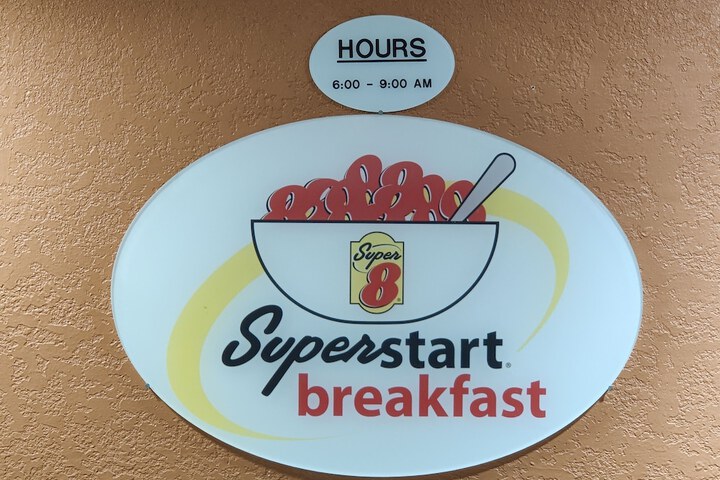 HOURS
6:00 - 9:00 AM
Super
8
Superstart®
breakfast